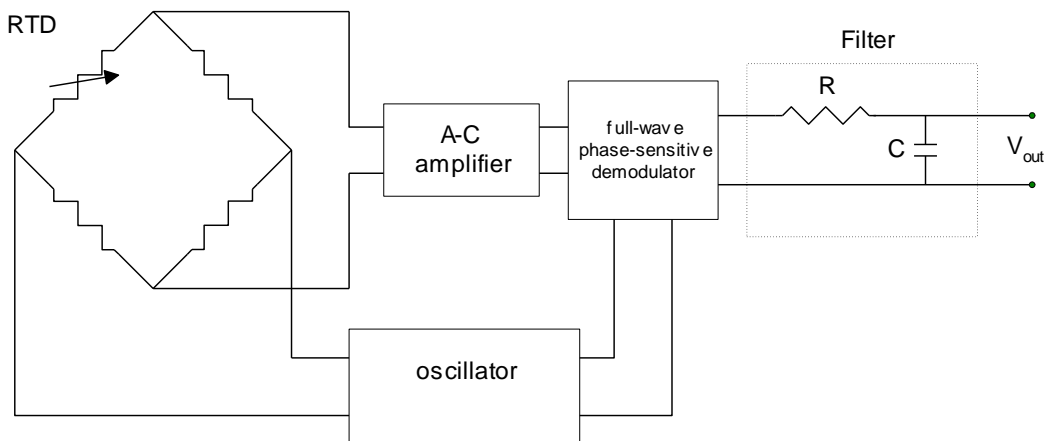 RTD
Filter
R
A-C
amplifier
full-wave
phase-sensitive
demodulator
C
Vout
oscillator